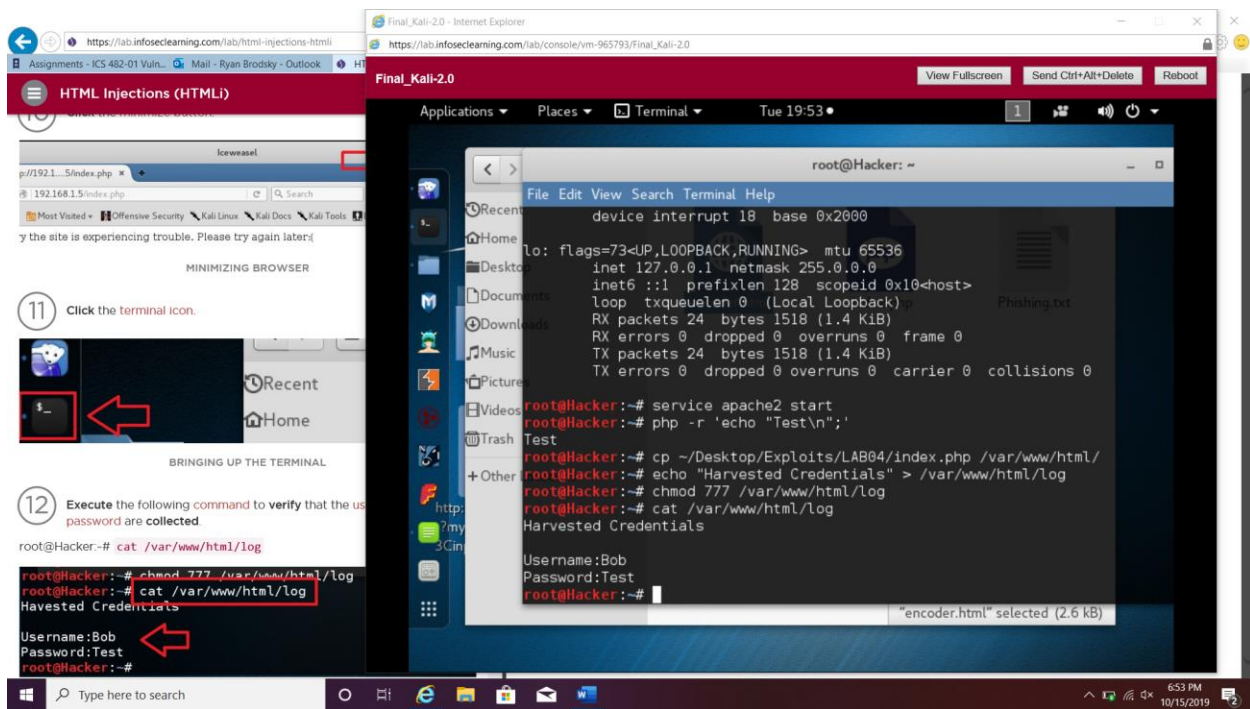 Final_Kali-2.0 - Internet Explorer
https://lab.infoseclearning.com/lab/html-injections-htmli
https://lab.infoseclearning.com/lab/console/vm-965793/Final_Kali-2.0
Assignments - ICS 482-01 Vuln...
Mail - Ryan Brodsky - Outlook
HT
HTML Injections (HTMLi)
Final_Kali-2.0
View Fullscreen
Send Ctrl+Alt+Delete
Reboot
Iceweasel
p://192.1....5/index.php
192.168.1.5/index.php
Search
Most Visited
Offensive Security
Kali Linux
Kali Docs
Kali Tools
y the site is experiencing trouble. Please try again later:(
MINIMIZING BROWSER
11
Click the terminal icon.
$_
Recent
Home
BRINGING UP THE TERMINAL
12
Execute the following command to verify that the us
password are collected.
root@Hacker:~# cat /var/www/html/log
root@Hacker:~# chmod 777 /var/www/html/log
root@Hacker:~# cat /var/www/html/log
Havested Credentials
Username:Bob
Password:Test
root@Hacker:~#
Applications
Places
Terminal
Tue 19:53
1
root@Hacker: ~
File Edit View Search Terminal Help
Recent
Home
Desktop
Documents
Downloads
Music
Pictures
Videos
Trash
+ Other
Phishing.txt
device interrupt 18 base 0x2000
lo: flags=73<UP,LOOPBACK,RUNNING> mtu 65536
inet 127.0.0.1 netmask 255.0.0.0
inet6 ::1 prefixlen 128 scopeid 0x10<host>
loop txqueuelen 0 (Local Loopback)
RX packets 24 bytes 1518 (1.4 KiB)
RX errors 0 dropped 0 overruns 0 frame 0
TX packets 24 bytes 1518 (1.4 KiB)
TX errors 0 dropped 0 overruns 0 carrier 0 collisions 0
root@Hacker:~# service apache2 start
root@Hacker:~# php -r 'echo "Test\n";'
Test
root@Hacker:~# cp ~/Desktop/Exploits/LAB04/index.php /var/www/html/
root@Hacker:~# echo "Harvested Credentials" > /var/www/html/log
root@Hacker:~# chmod 777 /var/www/html/log
root@Hacker:~# cat /var/www/html/log
Harvested Credentials
Username:Bob
Password:Test
root@Hacker:~#
http:
?my
3Cin
"encoder.html" selected (2.6 kB)
Type here to search
6:53 PM
10/15/2019
2